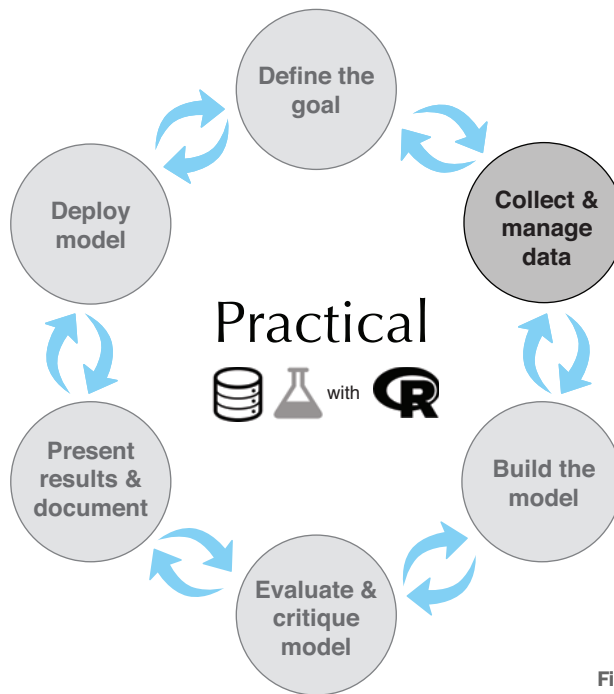 Define the
goal
Collect &
manage
data
Build the
model
Evaluate &
critique
model
Present
results &
document
Deploy
model
Practical
with R
Fi